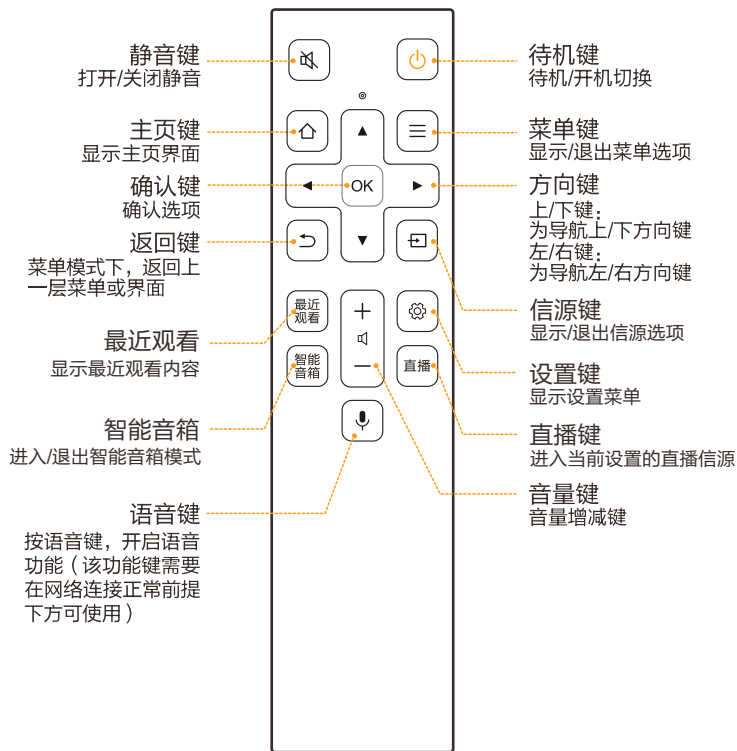 静音键
打开/关闭静音
主页键
显示主页界面
确认键
确认选项
返回键
菜单模式下，返回上
一层菜单或界面
最近观看
显示最近观看内容
智能音箱
进入/退出智能音箱模式
语音键
按语音键，开启语音
功能（该功能键需要
在网络连接正常前提
下方可使用）
OK
最近
观看
智能
音箱
直播
待机键
待机/开机切换
菜单键
显示/退出菜单选项
方向键
上/下键：
为导航上/下方向键
左/右键：
为导航左/右方向键
信源键
显示/退出信源选项
设置键
显示设置菜单
直播键
进入当前设置的直播信源
音量键
音量增减键